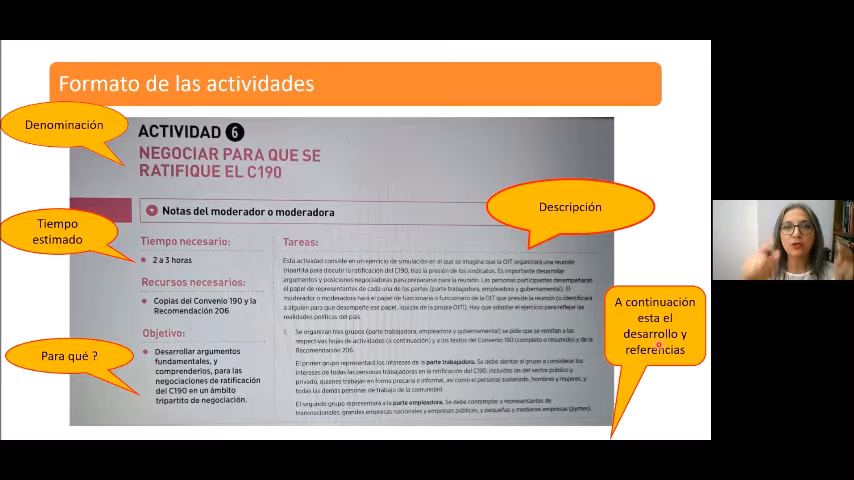 Formato de las actividades
Denominación
ACTIVIDAD 6
NEGOCIAR PARA QUE SE
RATIFIQUE EL C190
Notas del moderador o moderadora
Descripción
Tiempo
estimado
Tiempo necesario:
2 a 3 horas
Recursos necesarios:
Copias del Convenio 190 y la
Recomendación 206
Para qué ?
Objetivo:
Desarrollar argumentos
fundamentales, y
comprenderlos, para las
negociaciones de ratificación
del C190 en un ámbito
tripartito de negociación.
Tareas:
Esta actividad consiste en un ejercicio de simulación en el que se imagina que la OIT organizará una reunión
tripartita para discutir la ratificación del C190, tras la presión de los sindicatos. Es importante desarrollar
argumentos y posiciones negociadoras para prepararse para la reunión. Las personas participantes desempeñarán
el papel de representantes de cada una de las partes (parte trabajadora, empleadora y gubernamental). El
moderador o moderadora hará el papel de funcionaria o funcionario de la OIT que preside la reunión (o identificará
a alguien para que desempeñe ese papel, ¡quizás de la propia OIT!). Hay que adaptar el ejercicio para reflejar las
realidades políticas del país.
Se organizan tres grupos (parte trabajadora, empleadora y gubernamental) se pide que se remitan a las
respectivas hojas de actividades (a continuación) y a los textos del Convenio 190 (completo o resumido) y de la
Recomendación 206.
El primer grupo representará los intereses de la parte trabajadora. Se debe alentar al grupo a considerar los
intereses de todas las personas trabajadoras en la ratificación del C190, incluidas las del sector público y
privado, quienes trabajan en forma precaria e informal, así como el personal asalariado, hombres y mujeres, y
todas las demás personas de trabajo de la comunidad.
El segundo grupo representará a la parte empleadora. Se debe contemplar a representantes de
transnacionales, grandes empresas nacionales y empresas públicas, y pequeñas y medianas empresas (pymes).
A continuación
esta el
desarrollo y
referencias